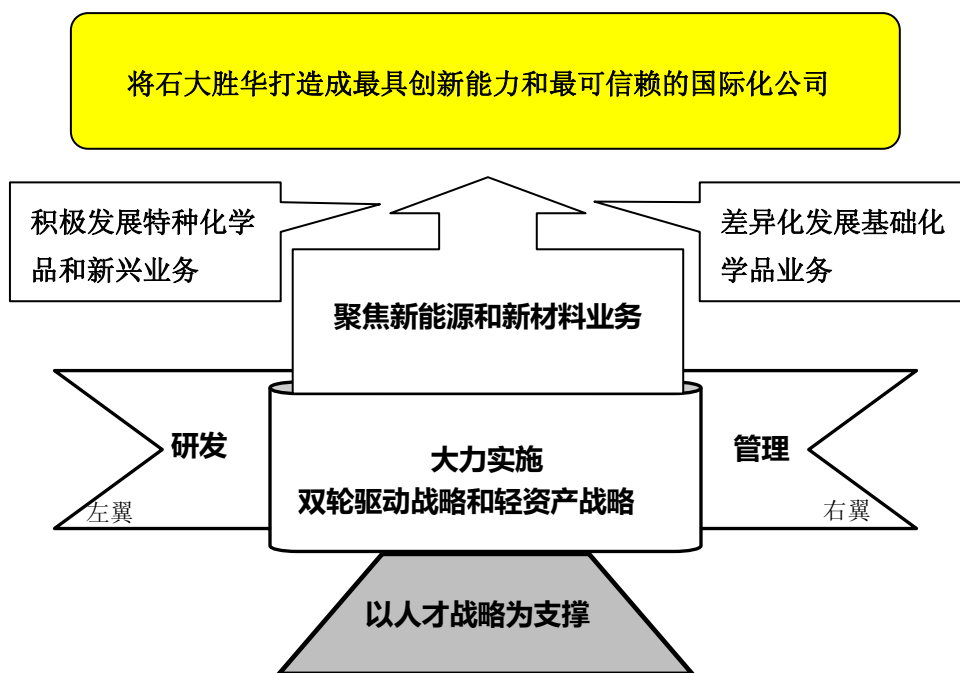 将石大胜华打造成最具创新能力和最可信赖的国际化公司
积极发展特种化学
品和新兴业务
差异化发展基础化
学品业务
聚焦新能源和新材料业务
研发
左翼
大力实施
双轮驱动战略和轻资产战略
管理
右翼
以人才战略为支撑